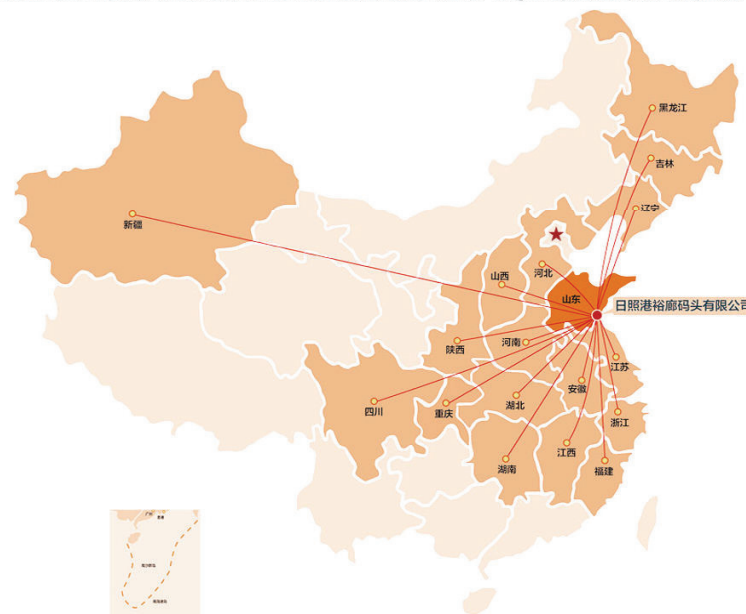 黑龙江
吉林
辽宁
新疆
河北
山西
山东
日照港裕廊码头有限公司
陕西
河南
江苏
安徽
四川
重庆
湖北
浙江
江西
湖南
福建